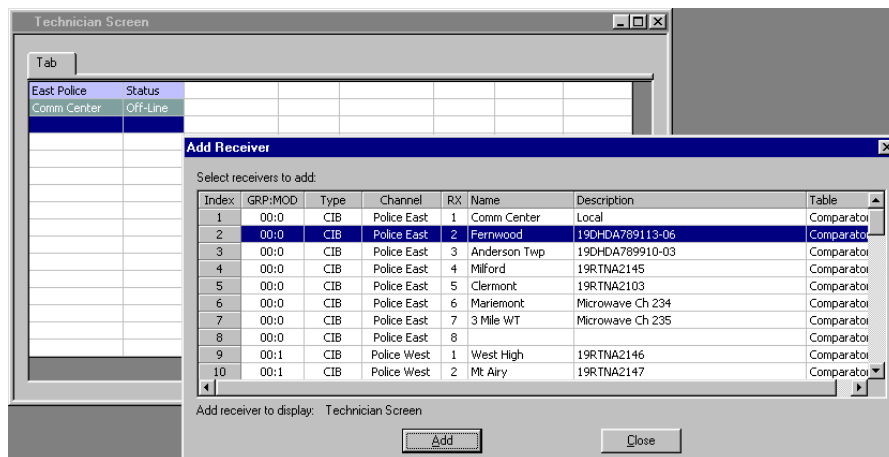 Technician Screen
Tab
East Police Status
Comm Center Off-Line
Add Receiver
Select receivers to add:
Index GRP:MOD Type Channel RX Name Description Table
1 00:0 CIB Police East 1 Comm Center Local Comparator
2 00:0 CIB Police East 2 Fernwood 19DHDA789113-06 Comparator
3 00:0 CIB Police East 3 Anderson Twp 19DHDA789910-03 Comparator
4 00:0 CIB Police East 4 Milford 19RTNA2145 Comparator
5 00:0 CIB Police East 5 Clermont 19RTNA2103 Comparator
6 00:0 CIB Police East 6 Mariemont Microwave Ch 234 Comparator
7 00:0 CIB Police East 7 3 Mile WT Microwave Ch 235 Comparator
8 00:0 CIB Police East 8 Comparator
9 00:1 CIB Police West 1 West High 19RTNA2146 Comparator
10 00:1 CIB Police West 2 Mt Airy 19RTNA2147 Comparator
Add receiver to display: Technician Screen
Add Close